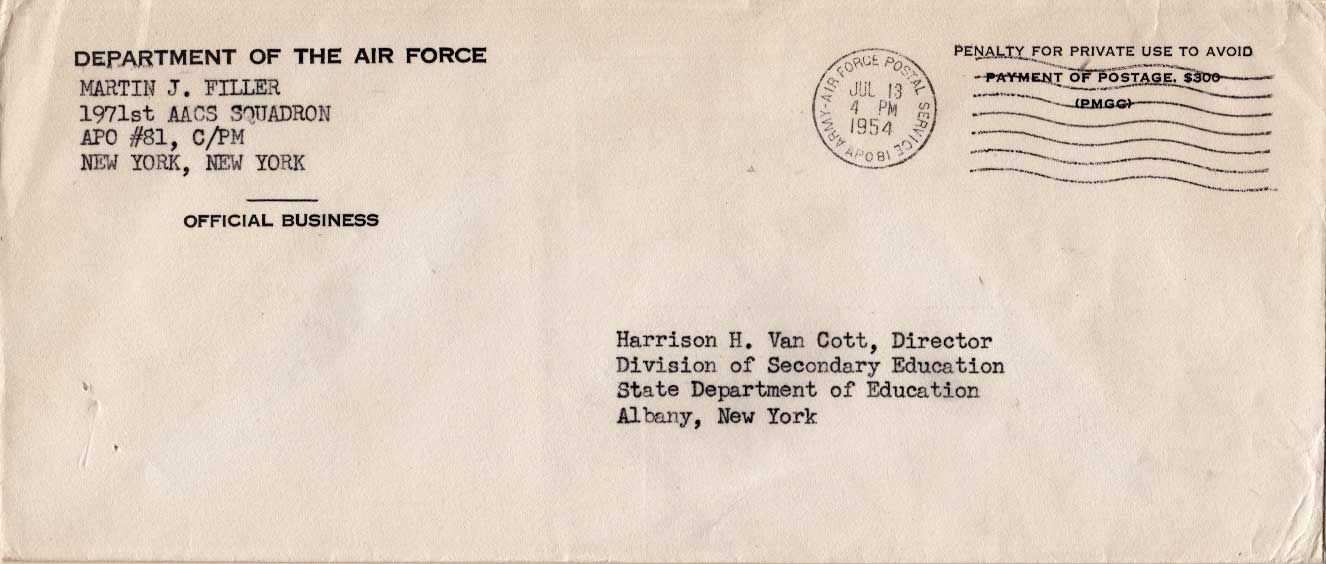 DEPARTMENT OF THE AIR FORCE
MARTIN J. FILLER
1971st AACS SQUADRON
APO #81, C/PM
NEW YORK, NEW YORK
OFFICIAL BUSINESS
ARMY-AIR FORCE POSTAL SERVICE
JUL 13
4 PM
1954
APO 81
PENALTY FOR PRIVATE USE TO AVOID
PAYMENT OF POSTAGE, $300
(PMGC)
Harrison H. Van Cott, Director
Division of Secondary Education
State Department of Education
Albany, New York